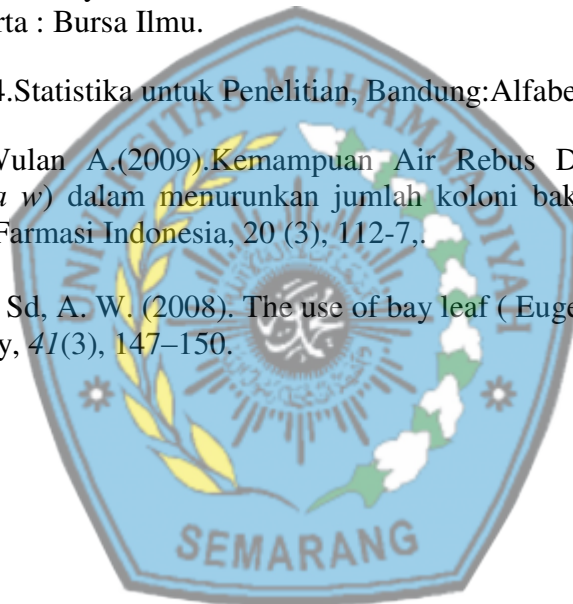 rta : Bursa Ilmu.
4.Statistika untuk Penelitian, Bandung:Alfabe
Wulan A.(2009).Kemampuan Air Rebus D
a w) dalam menurunkan jumlah koloni bak
Farmasi Indonesia, 20 (3), 112-7,.
Sd, A. W. (2008). The use of bay leaf ( Euge
y, 41(3), 147–150.
UNIVERSITAS MUHAMMADIYAH
SEMARANG